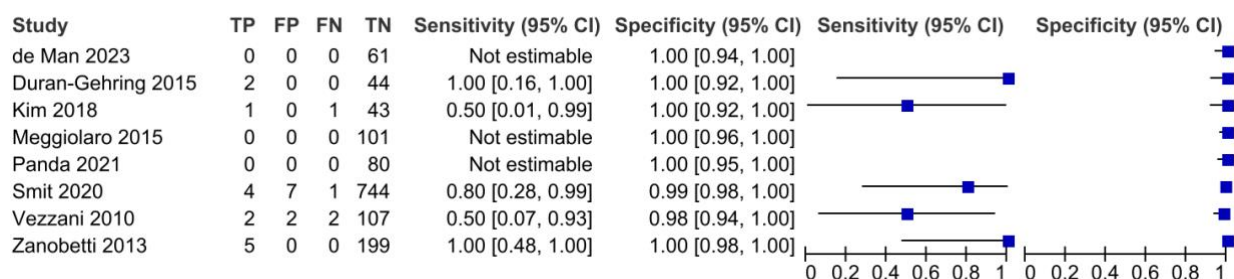 Study TP FP FN TN Sensitivity (95% CI) Specificity (95% CI) Sensitivity (95% CI) Specificity (95% CI)
de Man 2023 0 0 0 61 Not estimable 1.00 [0.94, 1.00]
Duran-Gehring 2015 2 0 0 44 1.00 [0.16, 1.00] 1.00 [0.92, 1.00]
Kim 2018 1 0 1 43 0.50 [0.01, 0.99] 1.00 [0.92, 1.00]
Meggiolaro 2015 0 0 0 101 Not estimable 1.00 [0.96, 1.00]
Panda 2021 0 0 0 80 Not estimable 1.00 [0.95, 1.00]
Smit 2020 4 7 1 744 0.80 [0.28, 0.99] 0.99 [0.98, 1.00]
Vezzani 2010 2 2 2 107 0.50 [0.07, 0.93] 0.98 [0.94, 1.00]
Zanobetti 2013 5 0 0 199 1.00 [0.48, 1.00] 1.00 [0.98, 1.00]
0 0.2 0.4 0.6 0.8 1 0 0.2 0.4 0.6 0.8 1